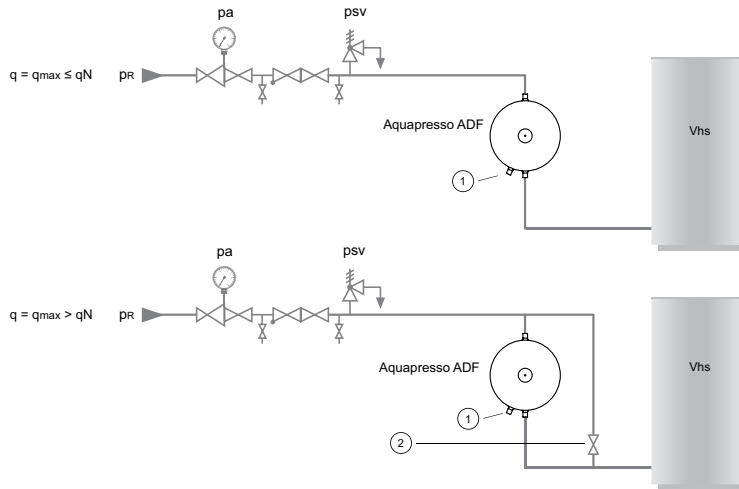 pa psv
q = qmax ≤ qN pR
Aquapresso ADF
Vhs
1
pa psv
q = qmax > qN pR
Aquapresso ADF
Vhs
1
2